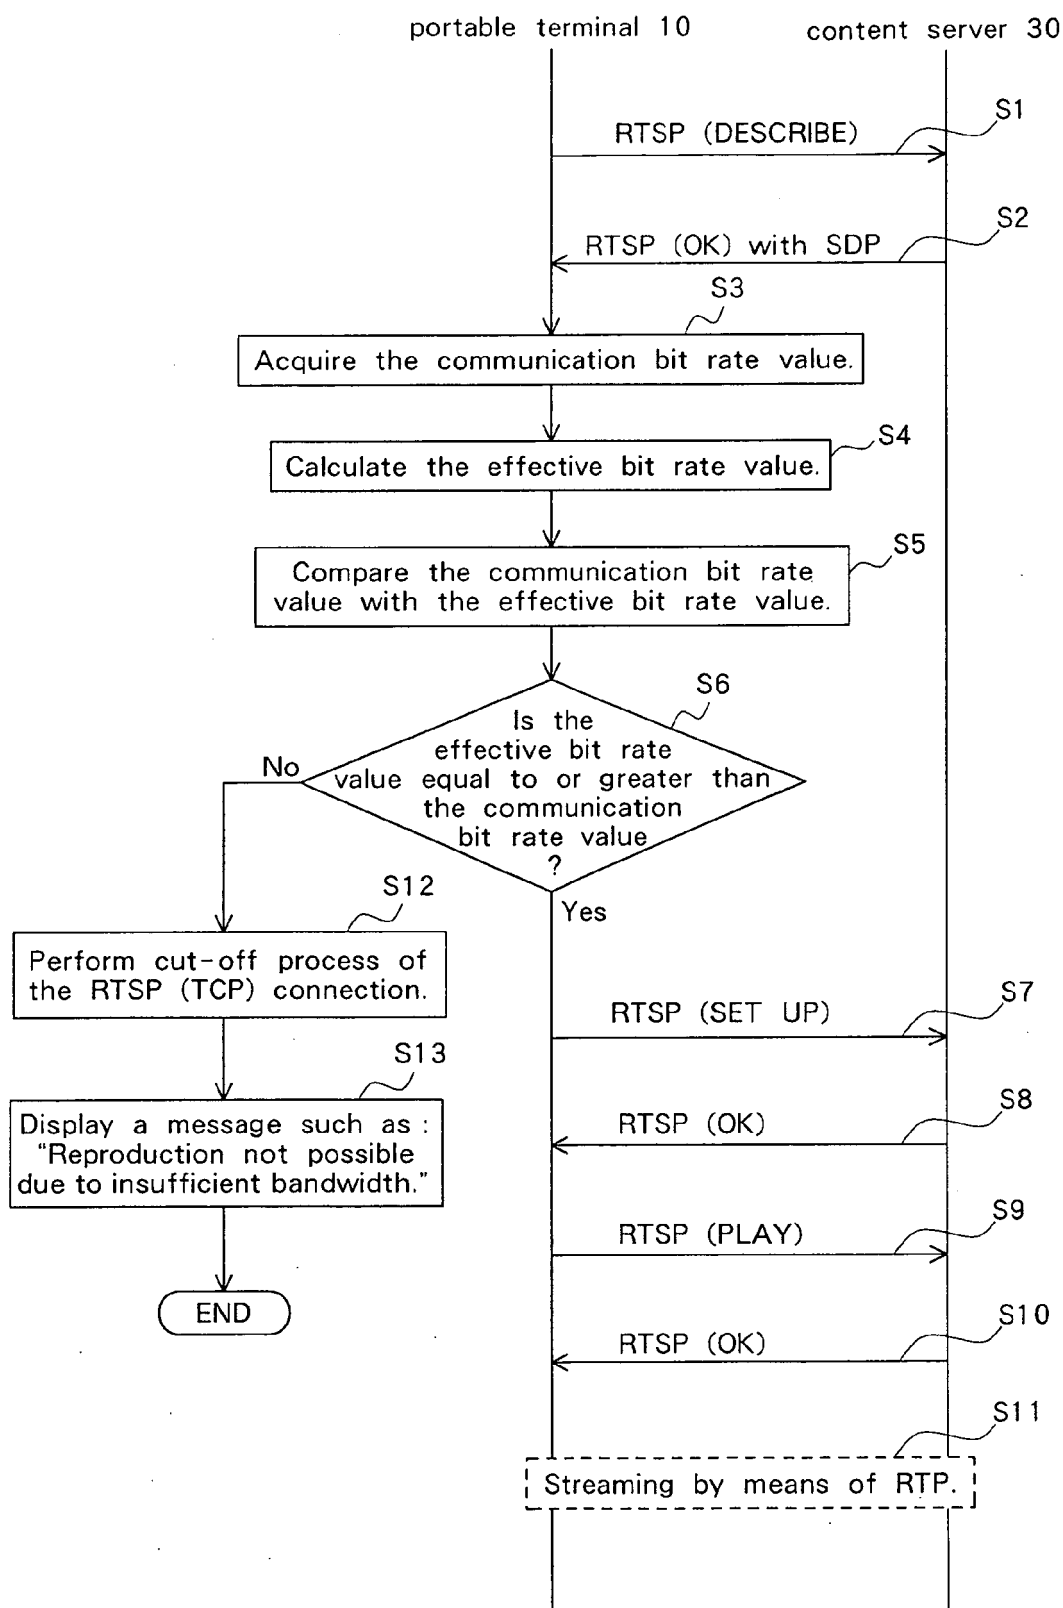 portable terminal 10
content server 30
S1
RTSP (DESCRIBE)
S2
RTSP (OK) with SDP
S3
Acquire the communication bit rate value.
S4
Calculate the effective bit rate value.
S5
Compare the communication bit rate
value with the effective bit rate value.
S6
Is the
effective bit rate
value equal to or greater than
the communication
bit rate value
?
No
Yes
S12
Perform cut-off process of
the RTSP (TCP) connection.
S7
RTSP (SET UP)
S13
Display a message such as :
"Reproduction not possible
due to insufficient bandwidth."
S8
RTSP (OK)
S9
RTSP (PLAY)
END
S10
RTSP (OK)
S11
Streaming by means of RTP.